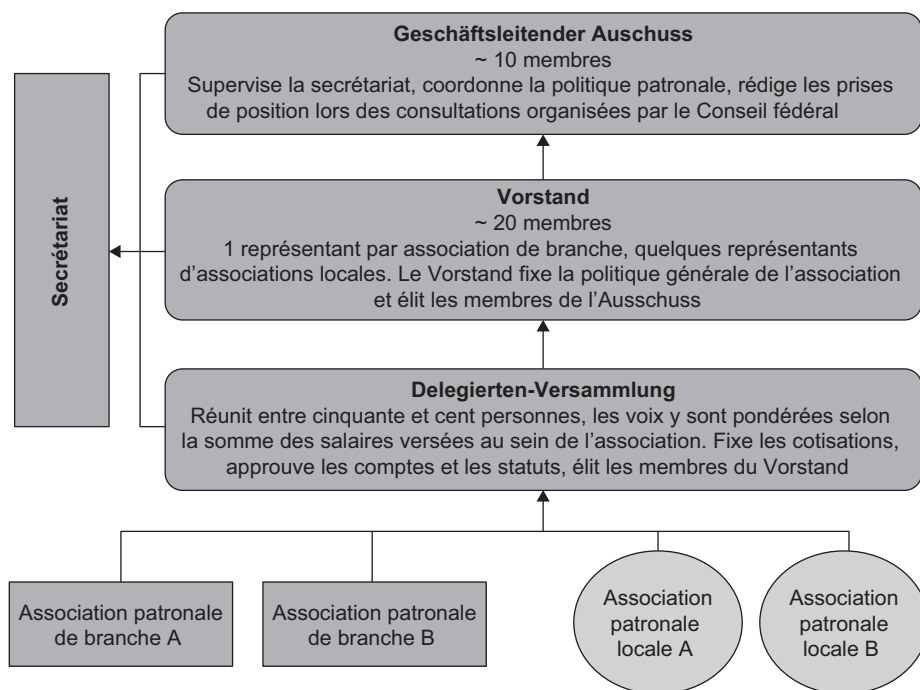 Geschäftsleitender Auschuss
~ 10 membres
Supervise la secrétariat, coordonne la politique patronale, rédige les prises
de position lors des consultations organisées par le Conseil fédéral
Secrétariat
Vorstand
~ 20 membres
1 représentant par association de branche, quelques représentants
d’associations locales. Le Vorstand fixe la politique générale de l’association
et élit les membres de l’Ausschuss
Delegierten-Versammlung
Réunit entre cinquante et cent personnes, les voix y sont pondérées selon
la somme des salaires versées au sein de l’association. Fixe les cotisations,
approuve les comptes et les statuts, élit les membres du Vorstand
Association patronale
de branche A
Association patronale
de branche B
Association
patronale
locale A
Association
patronale
locale B